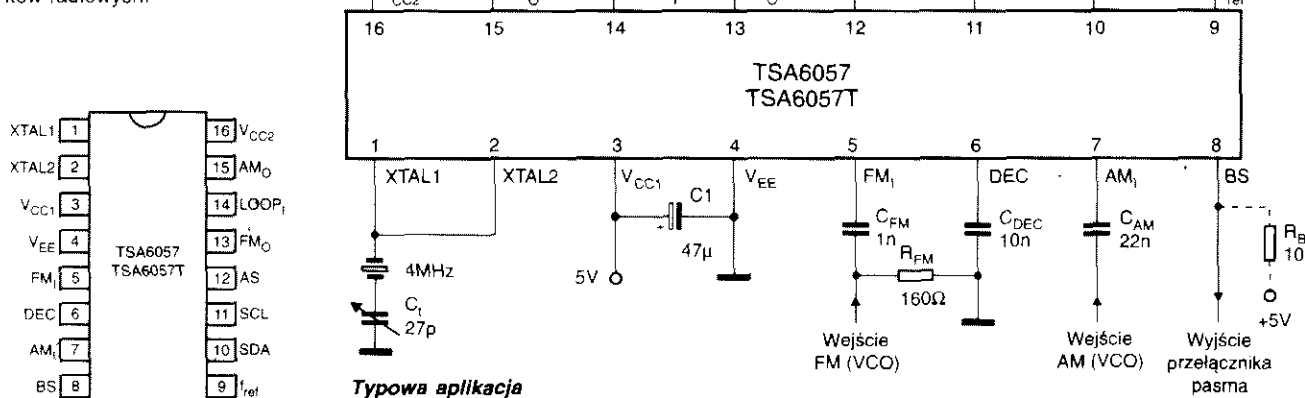 16 15 14 13 12 11 10 9
TSA6057
TSA6057T
1 2 3 4 5 6 7 8
XTAL1 XTAL2 VCC1 VEE FMI DEC AMI BS
C1
47µ
4MHz
Ct
27p
5V
CFM
1n
RFM
160Ω
CDEC
10n
CAM
22n
+5V
Wejście
FM (VCO)
Wejście
AM (VCO)
Wyjście
przełącznika
pasma
XTAL1 1 16 VCC2
XTAL2 2 15 AMO
VCC1 3 14 LOOPI
VEE 4 13 FMO
FMI 5 12 AS
DEC 6 11 SCL
AMI 7 10 SDA
BS 8 9 fref
TSA6057
TSA6057T
Typowa aplikacja